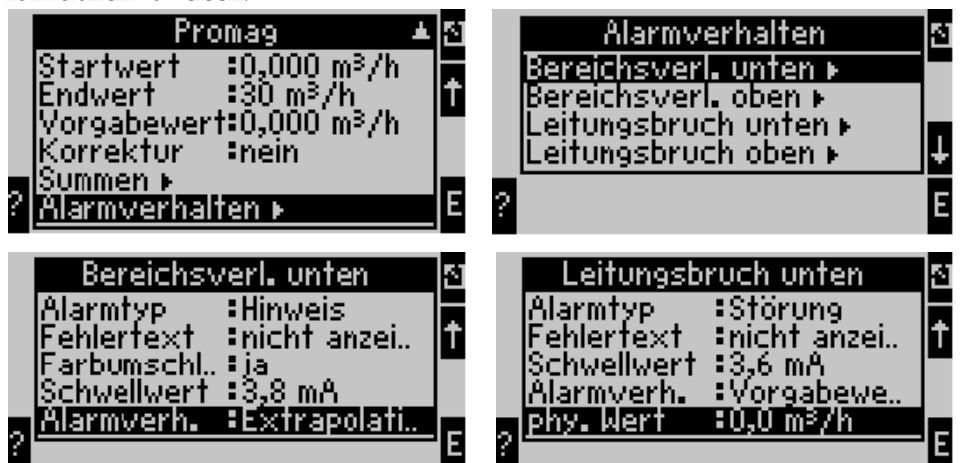 Promag
Startwert :0,000 m³/h
Endwert :30 m³/h
Vorgabewert:0,000 m³/h
Korrektur :nein
Summen
Alarmverhalten
? E
Alarmverhalten
Bereichsverl. unten
Bereichsverl. oben
Leitungsbruch unten
Leitungsbruch oben
? E
Bereichsverl. unten
Alarmtyp :Hinweis
Fehlertext :nicht anzei..
Farbumschl.. :ja
Schwellwert :3,8 mA
Alarmverh. :Extrapolati..
? E
Leitungsbruch unten
Alarmtyp :Störung
Fehlertext :nicht anzei..
Schwellwert :3,6 mA
Alarmverh. :Vorgabewe..
phy. Wert :0,0 m³/h
? E